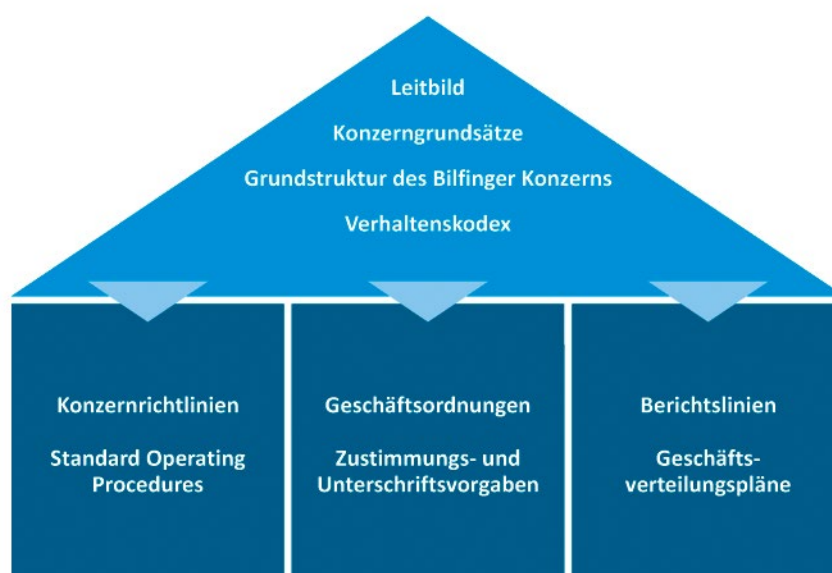 Leitbild
Konzerngrundsätze
Grundstruktur des Bilfinger Konzerns
Verhaltenskodex
Konzernrichtlinien
Standard Operating
Procedures
Geschäftsordnungen
Zustimmungs- und
Unterschriftsvorgaben
Berichtslinien
Geschäfts-
verteilungspläne